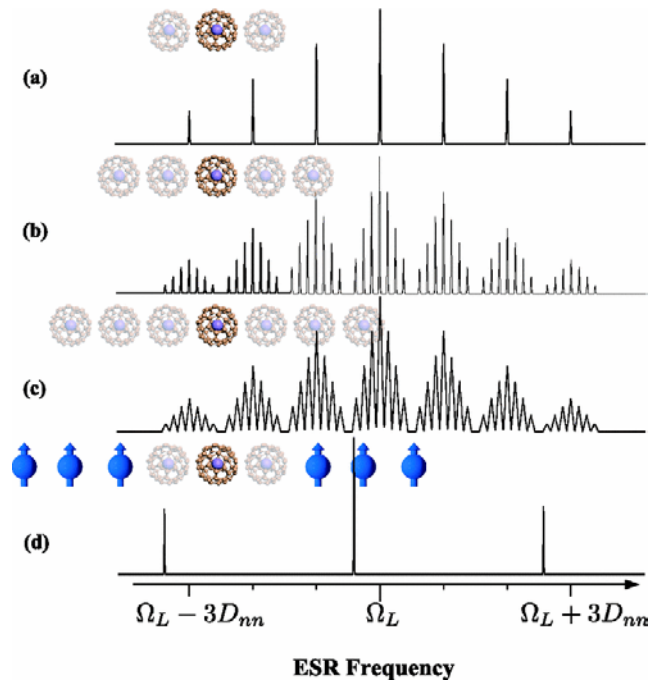 (a)
(b)
(c)
(d)
Ω_L − 3D_nn Ω_L Ω_L + 3D_nn
ESR Frequency